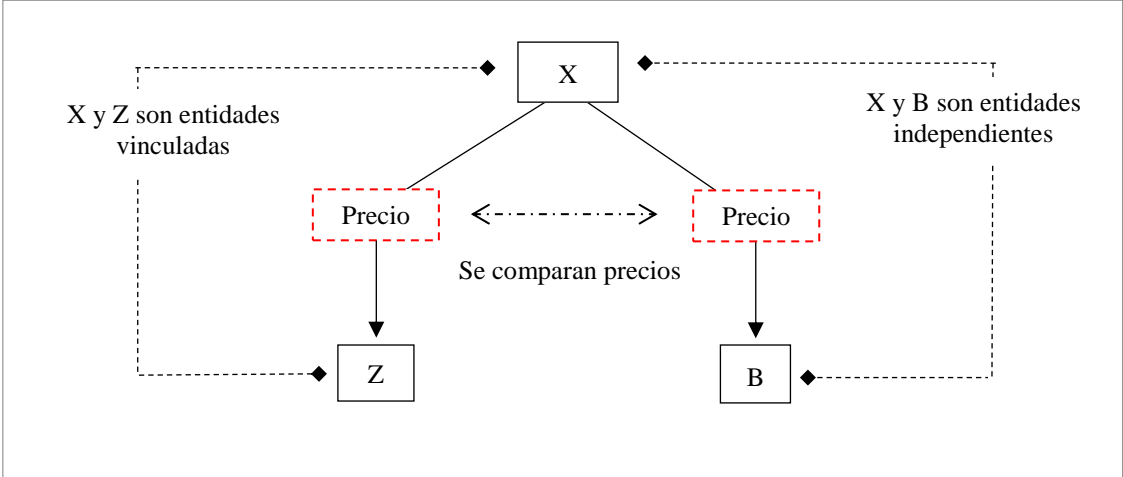 X
X y Z son entidades
vinculadas
X y B son entidades
independientes
Precio
Precio
Se comparan precios
Z
B